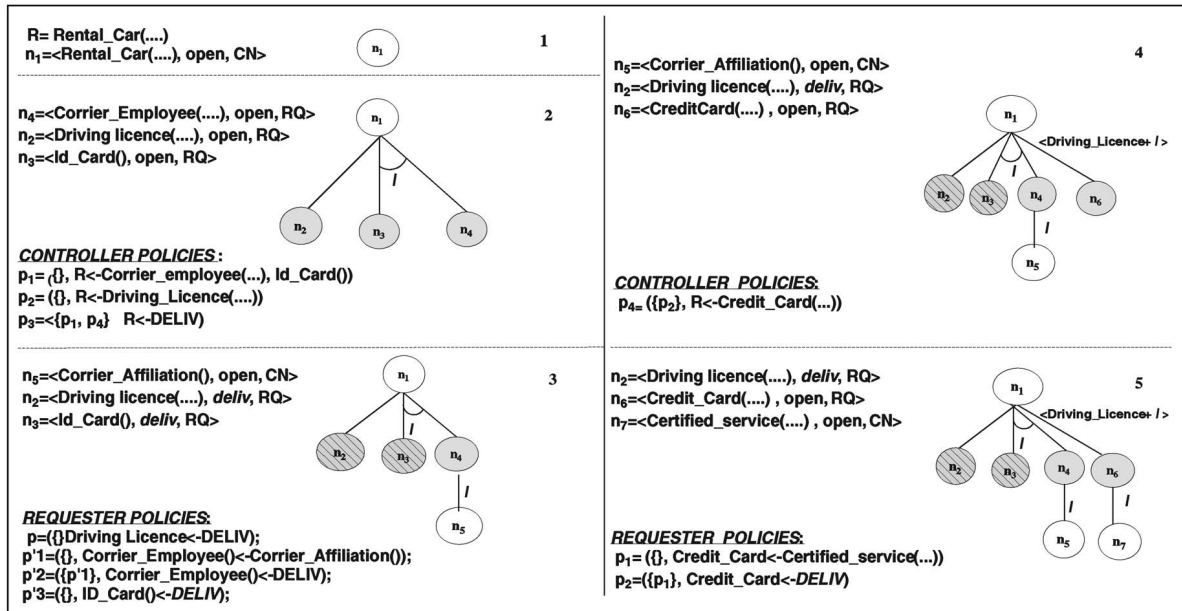 R= Rental_Car(....)
n1=<Rental_Car(....), open, CN>
1
n1
n4=<Corrier_Employee(....), open, RQ>
n2=<Driving licence(....), open, RQ>
n3=<Id_Card(), open, RQ>
2
n1
l
n2
n3
n4
CONTROLLER POLICIES :
p1= ({}, R<-Corrier_employee(...), Id_Card())
p2= ({}, R<-Driving_Licence(....))
p3=<{p1, p4} R<-DELIV)
n5=<Corrier_Affiliation(), open, CN>
n2=<Driving licence(....), deliv, RQ>
n3=<Id_Card(), deliv, RQ>
3
n1
l
n2
n3
n4
l
n5
REQUESTER POLICIES:
p=({}Driving Licence<-DELIV);
p'1=({}, Corrier_Employee()<-Corrier_Affiliation());
p'2=({p'1}, Corrier_Employee()<-DELIV);
p'3=({}, ID_Card()<-DELIV);
4
n5=<Corrier_Affiliation(), open, CN>
n2=<Driving licence(....), deliv, RQ>
n6=<CreditCard(....) , open, RQ>
n1
<Driving_Licence+ l >
l
n2
n3
n4
n6
l
n5
CONTROLLER POLICIES:
p4= ({p2}, R<-Credit_Card(...))
n2=<Driving licence(....), deliv, RQ>
n6=<Credit_Card(....) , open, RQ>
n7=<Certified_service(....) , open, CN>
5
n1
<Driving_Licence+ l >
l
n2
n3
n4
n6
l
l
n5
n7
REQUESTER POLICIES:
p1= ({}, Credit_Card<-Certified_service(...))
p2=({p1}, Credit_Card<-DELIV)